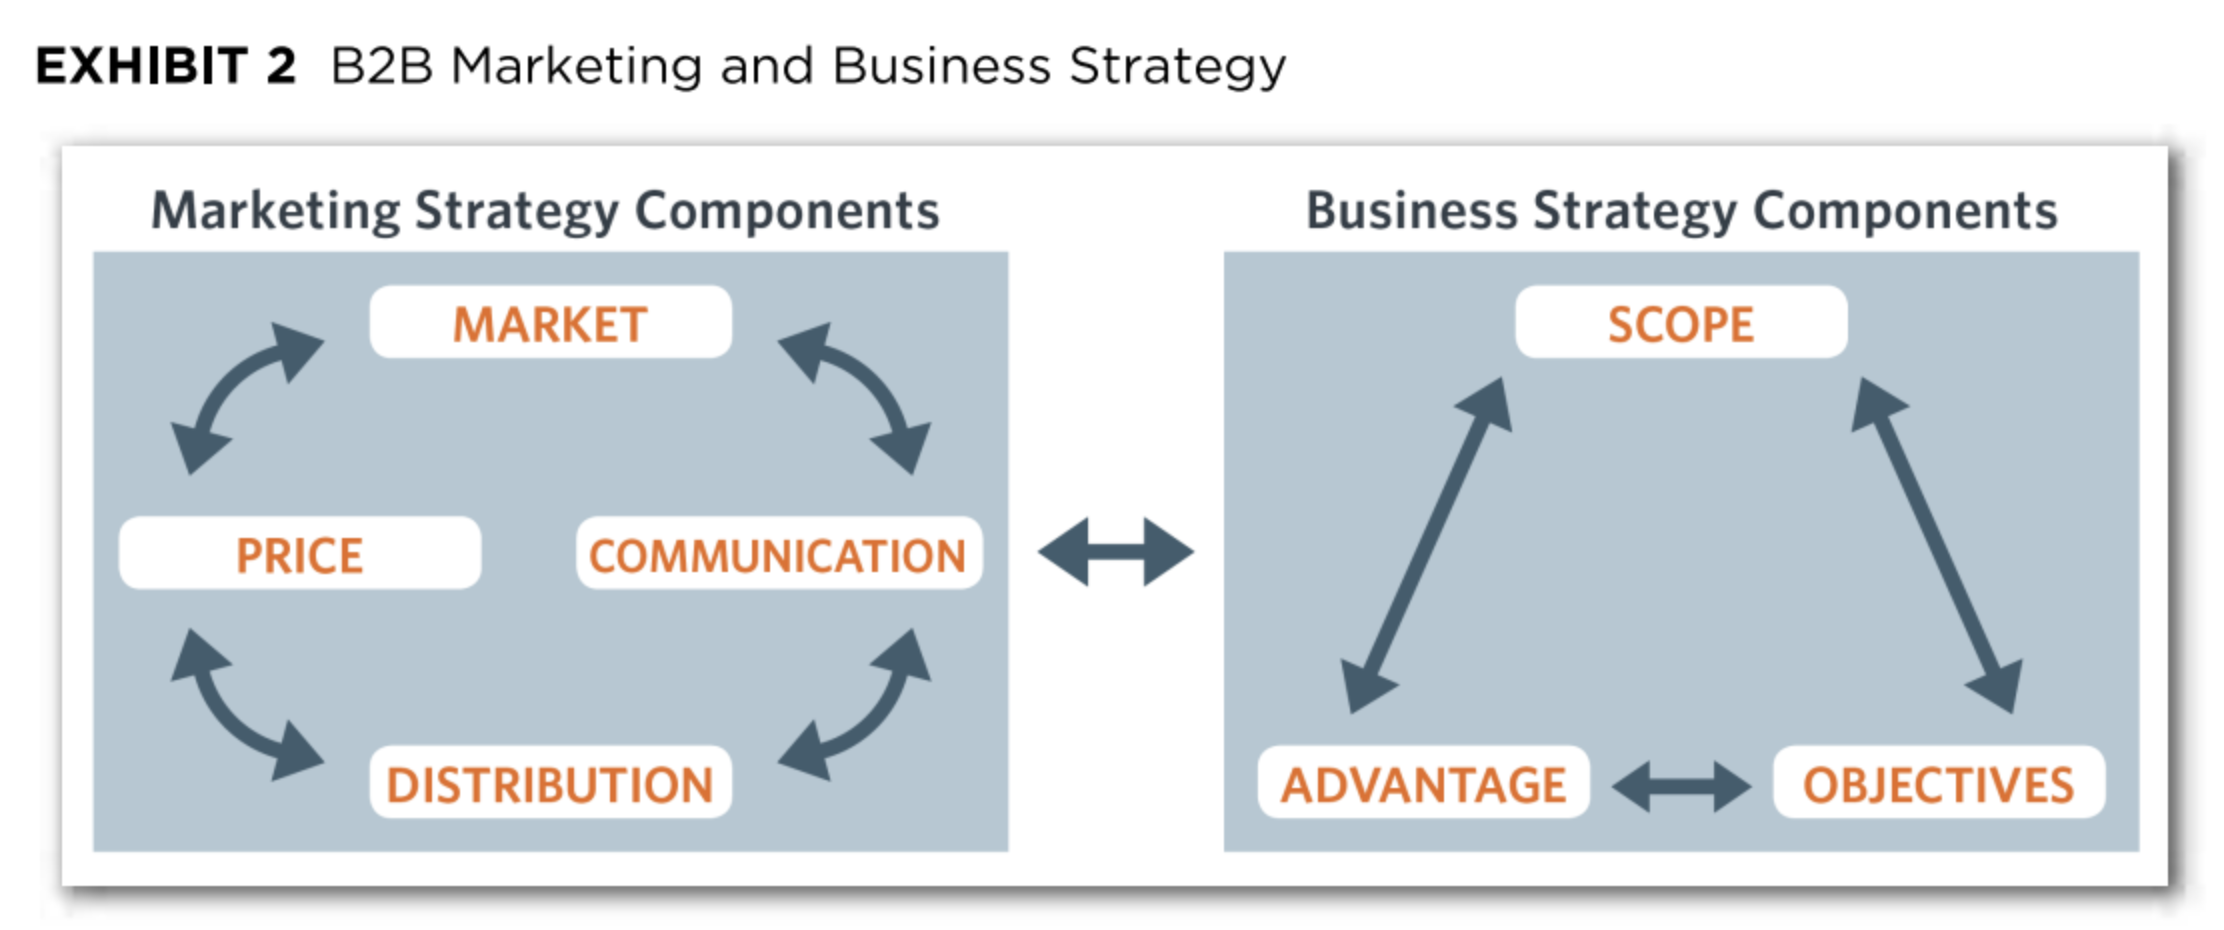 EXHIBIT 2 B2B Marketing and Business Strategy
Marketing Strategy Components
MARKET
PRICE
COMMUNICATION
DISTRIBUTION
Business Strategy Components
SCOPE
ADVANTAGE
OBJECTIVES